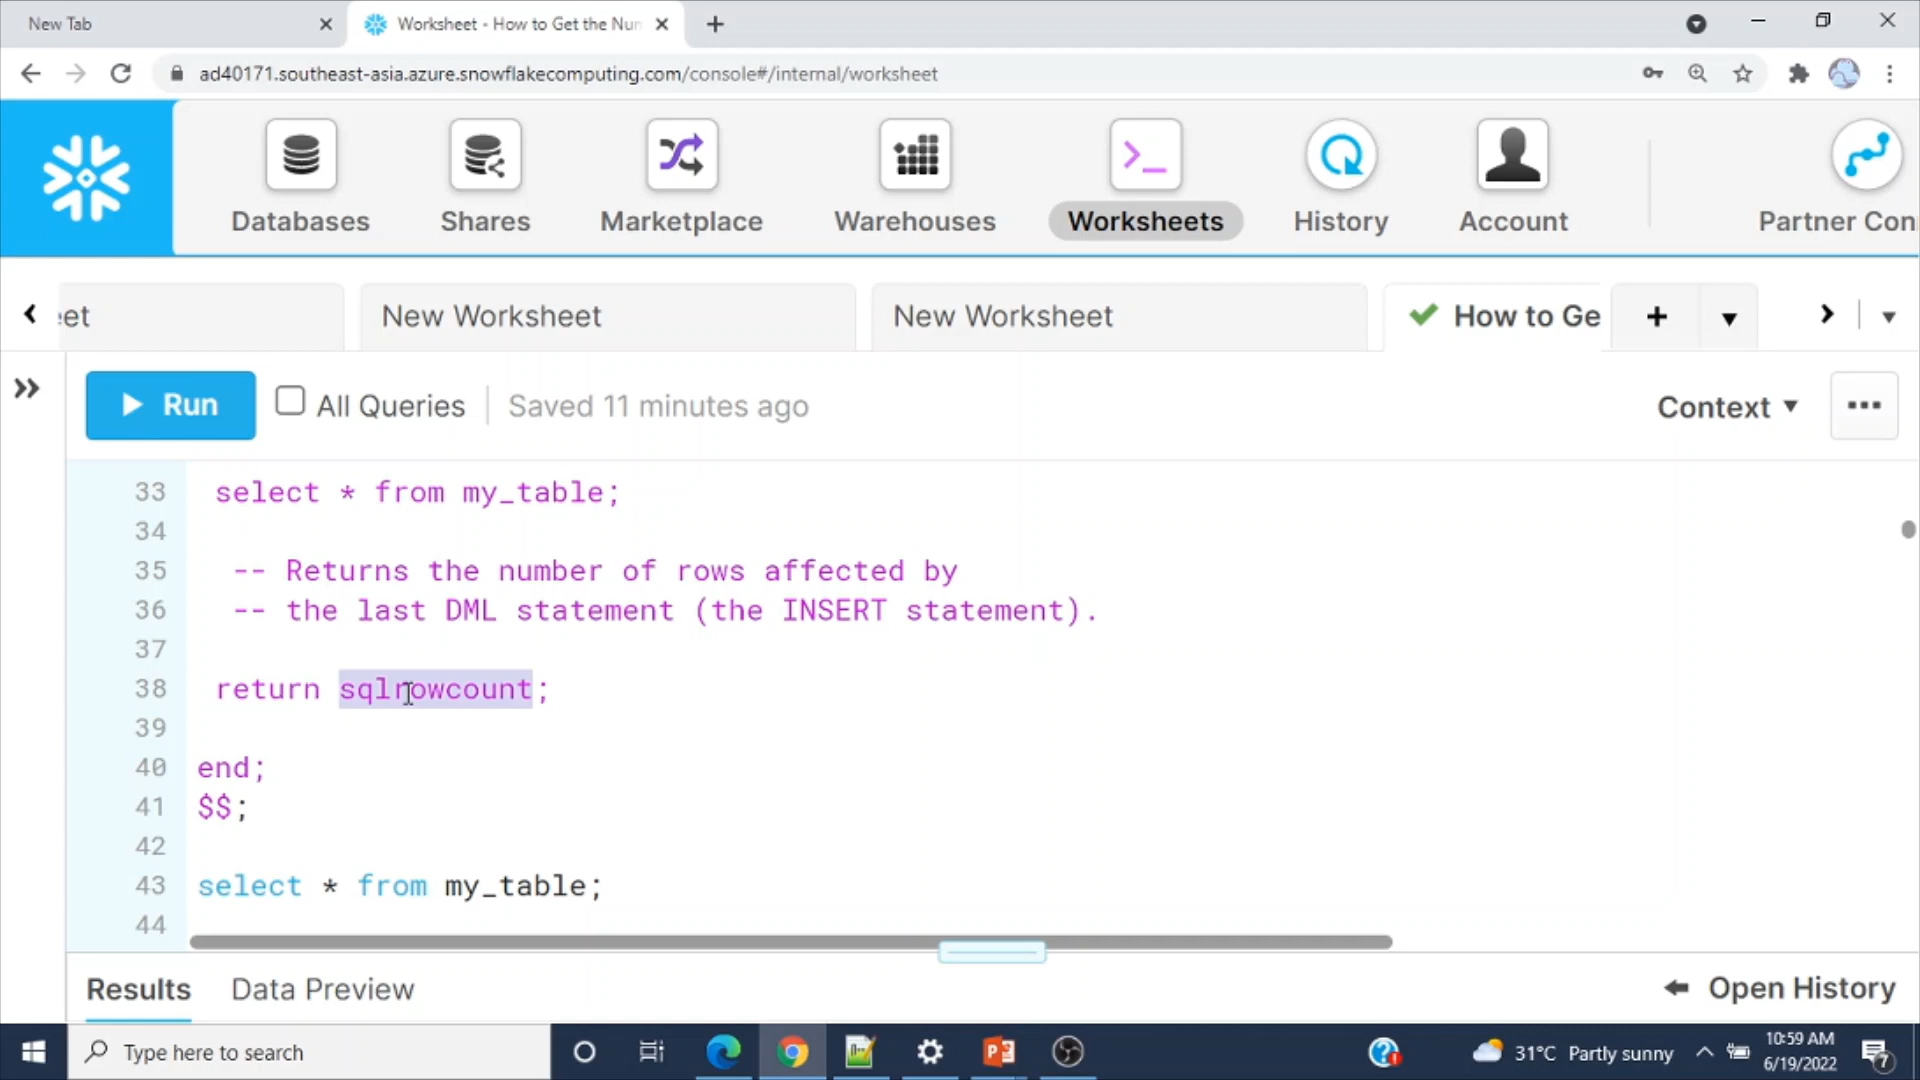 New Tab
Worksheet - How to Get the Num
ad40171.southeast-asia.azure.snowflakecomputing.com/console#/internal/worksheet
Databases
Shares
Marketplace
Warehouses
Worksheets
History
Account
Partner Con
eet
New Worksheet
New Worksheet
How to Ge
Run
All Queries
Saved 11 minutes ago
Context
33 select * from my_table;
34
35 -- Returns the number of rows affected by
36 -- the last DML statement (the INSERT statement).
37
38 return sqlrowcount;
39
40 end;
41 $$;
42
43 select * from my_table;
44
Results
Data Preview
Open History
Type here to search
31°C Partly sunny
10:59 AM
6/19/2022
7